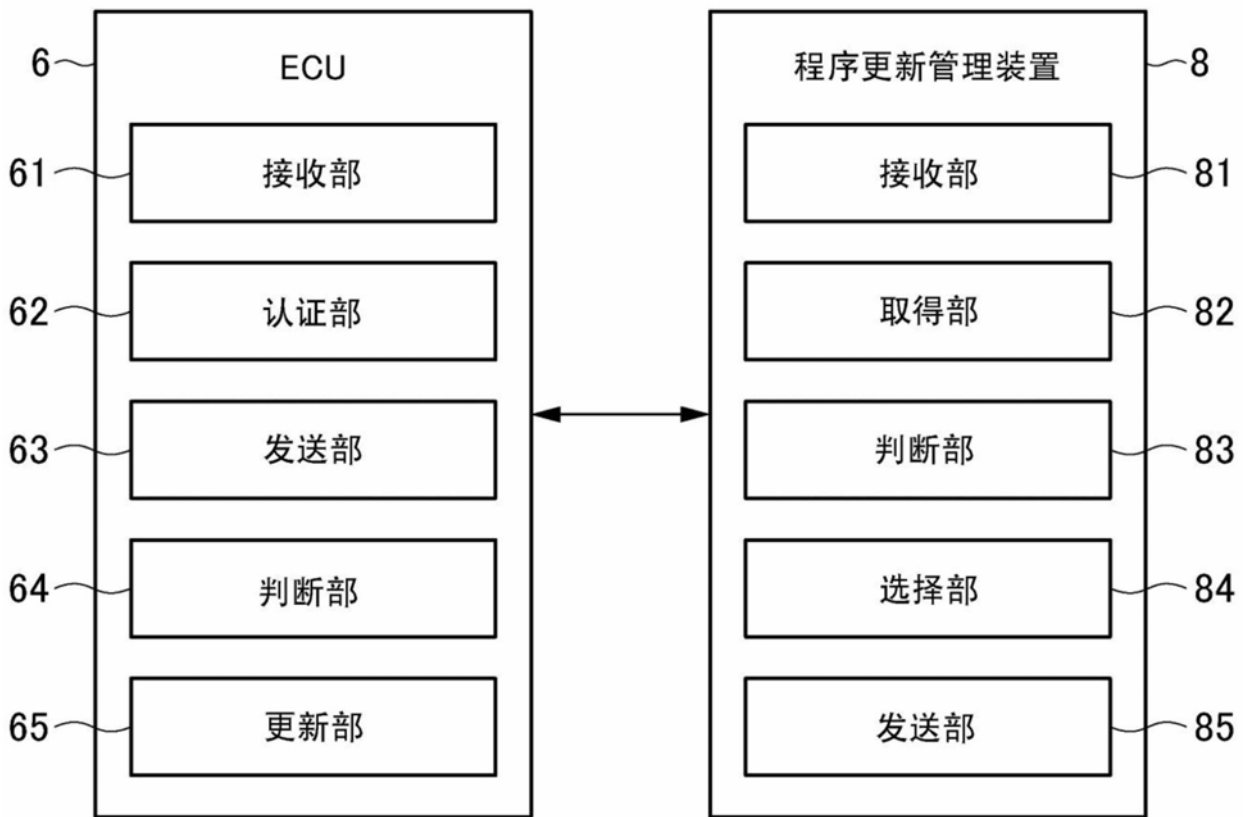 6 ECU
61 接收部
62 认证部
63 发送部
64 判断部
65 更新部
程序更新管理装置 8
接收部 81
取得部 82
判断部 83
选择部 84
发送部 85